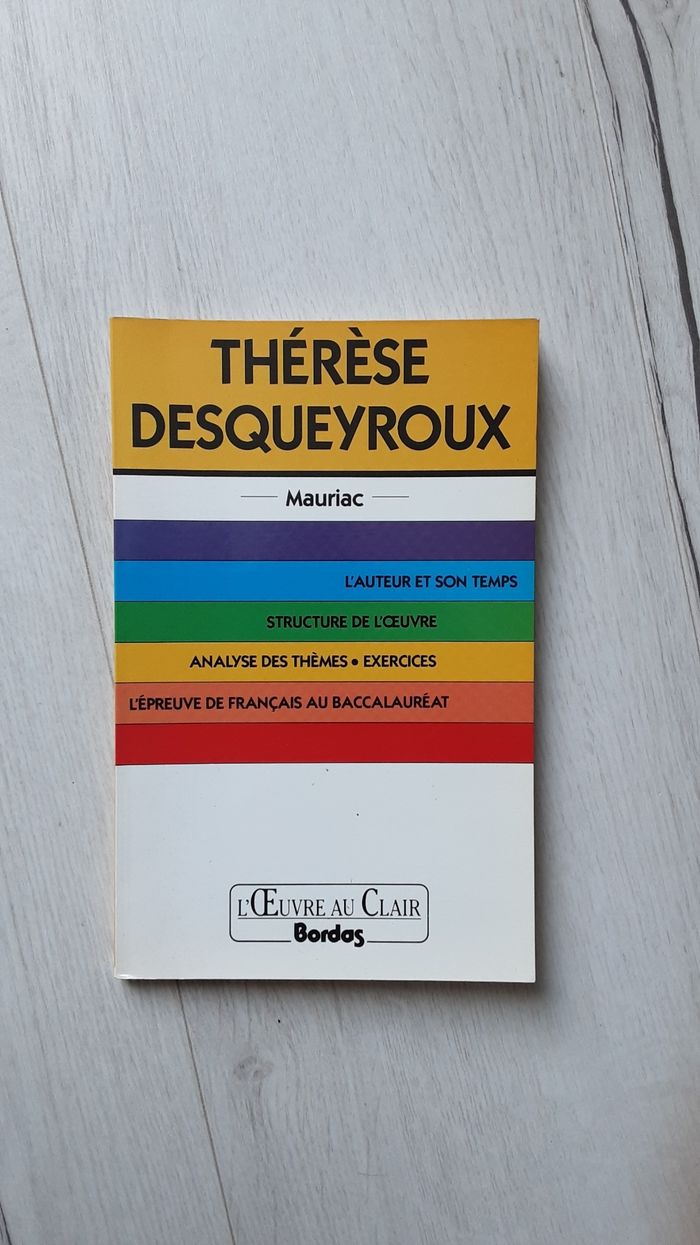 THÉRÈSE
DESQUEYROUX
Mauriac
L'AUTEUR ET SON TEMPS
STRUCTURE DE L'ŒUVRE
ANALYSE DES THÈMES • EXERCICES
L'ÉPREUVE DE FRANÇAIS AU BACCALAURÉAT
L'ŒUVRE AU CLAIR
Bordas